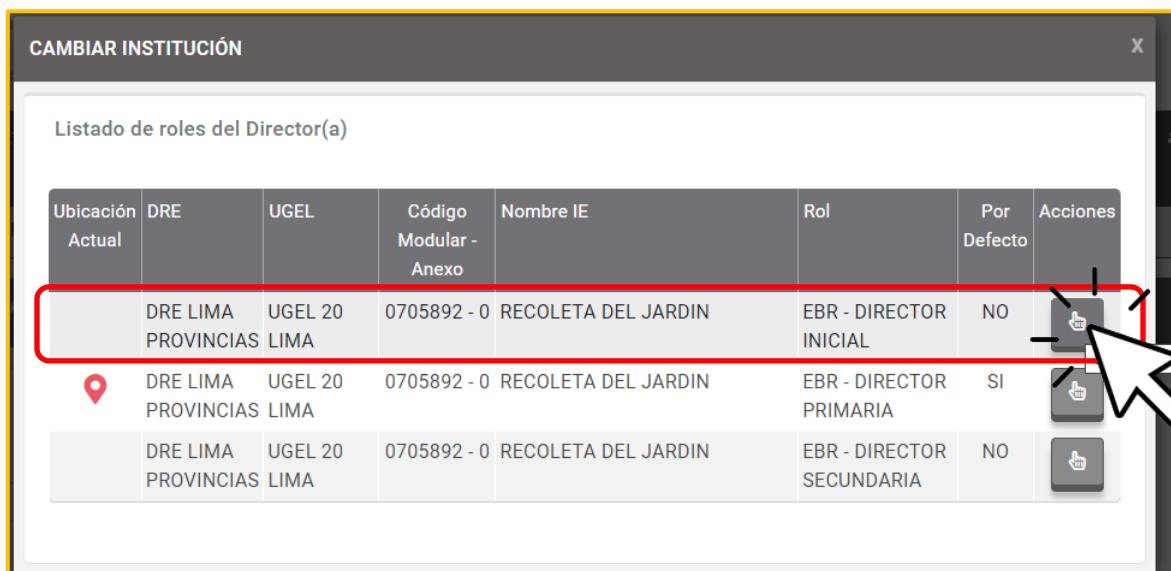 CAMBIAR INSTITUCIÓN X
Listado de roles del Director(a)
Ubicación DRE UGEL Código Nombre IE Rol Por Acciones
Actual Modular - Defecto
Anexo
DRE LIMA UGEL 20 0705892 - 0 RECOLETA DEL JARDIN EBR - DIRECTOR NO
PROVINCIAS LIMA INICIAL
DRE LIMA UGEL 20 0705892 - 0 RECOLETA DEL JARDIN EBR - DIRECTOR SI
PROVINCIAS LIMA PRIMARIA
DRE LIMA UGEL 20 0705892 - 0 RECOLETA DEL JARDIN EBR - DIRECTOR NO
PROVINCIAS LIMA SECUNDARIA